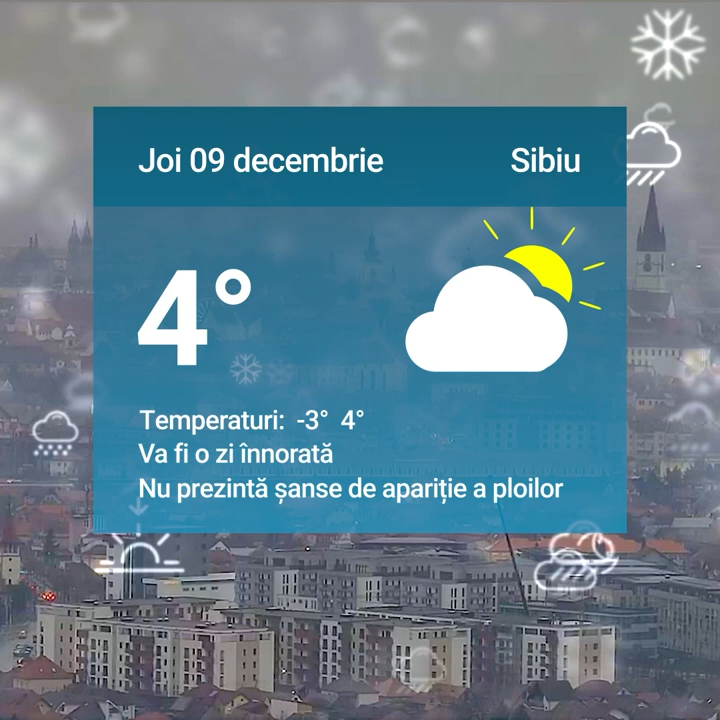 Joi 09 decembrie Sibiu
4°
Temperaturi: -3° 4°
Va fi o zi înnorată
Nu prezintă șanse de apariție a ploilor